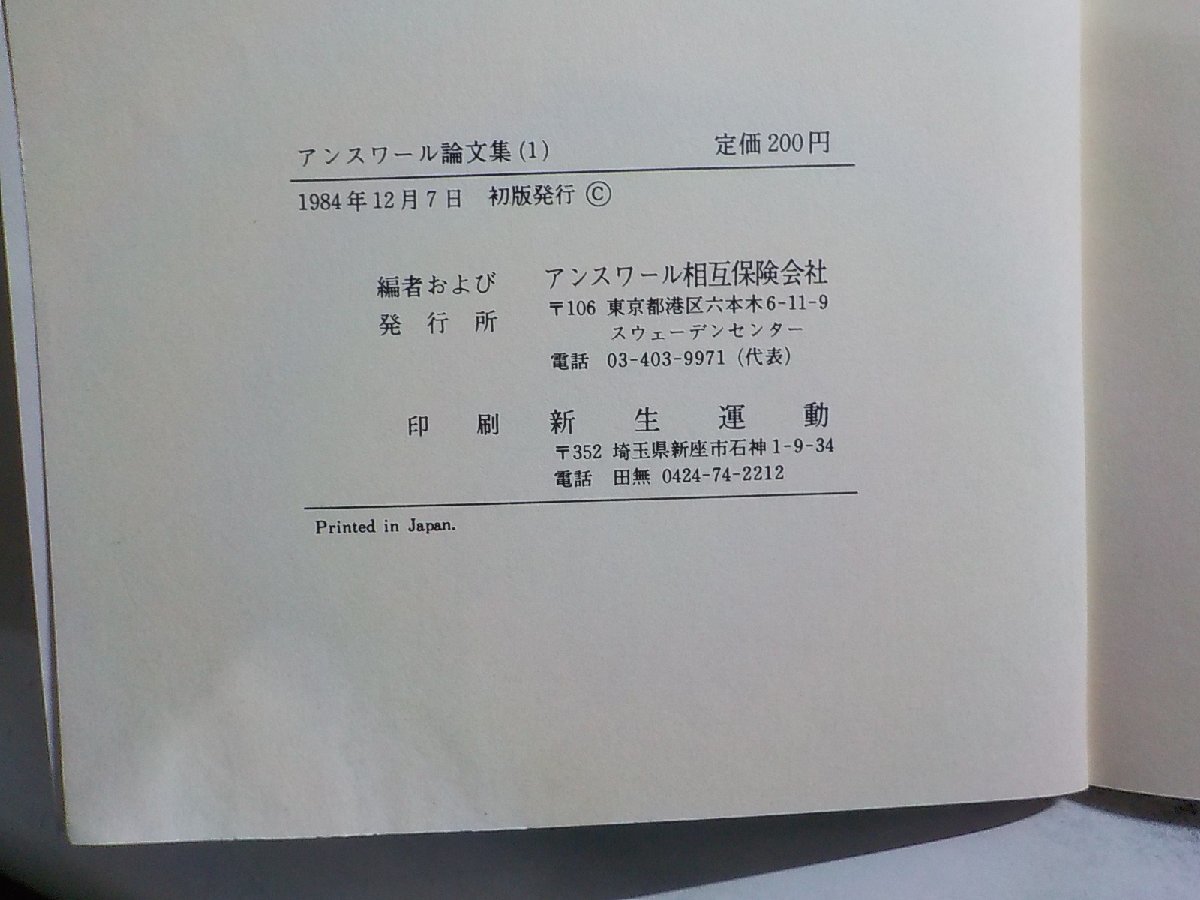 アンスワール論文集(1) 定価200円
1984年12月7日 初版発行 ©
編者および アンスワール相互保険会社
発行所 〒106 東京都港区六本木6-11-9
スウェーデンセンター
電話 03-403-9971(代表)
印刷 新生運動
〒352 埼玉県新座市石神1-9-34
電話 田無 0424-74-2212
Printed in Japan.